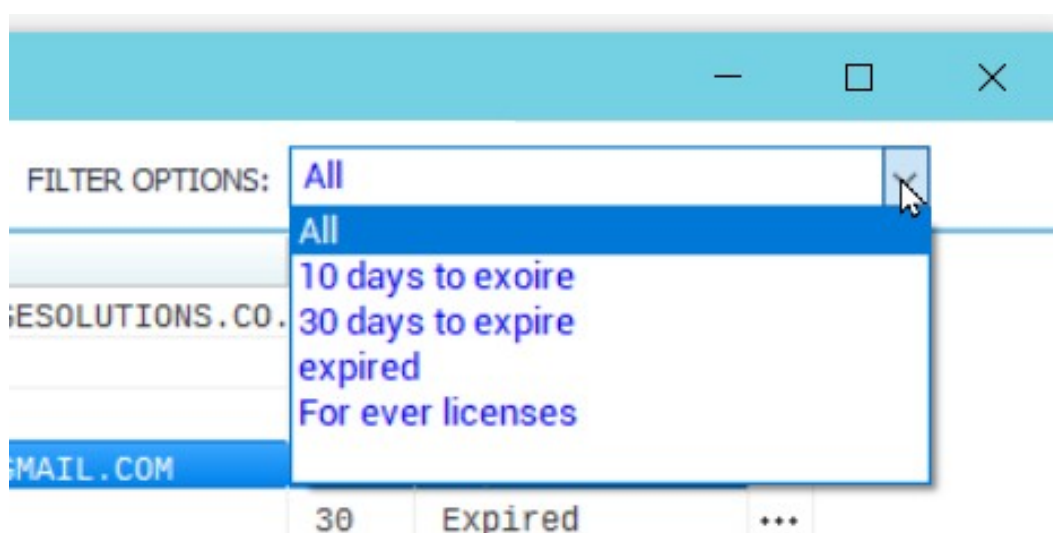 FILTER OPTIONS: All
All
10 days to exoire
GESOLUTIONS.CO. 30 days to expire
expired
For ever licenses
GMAIL.COM
30 Expired ...